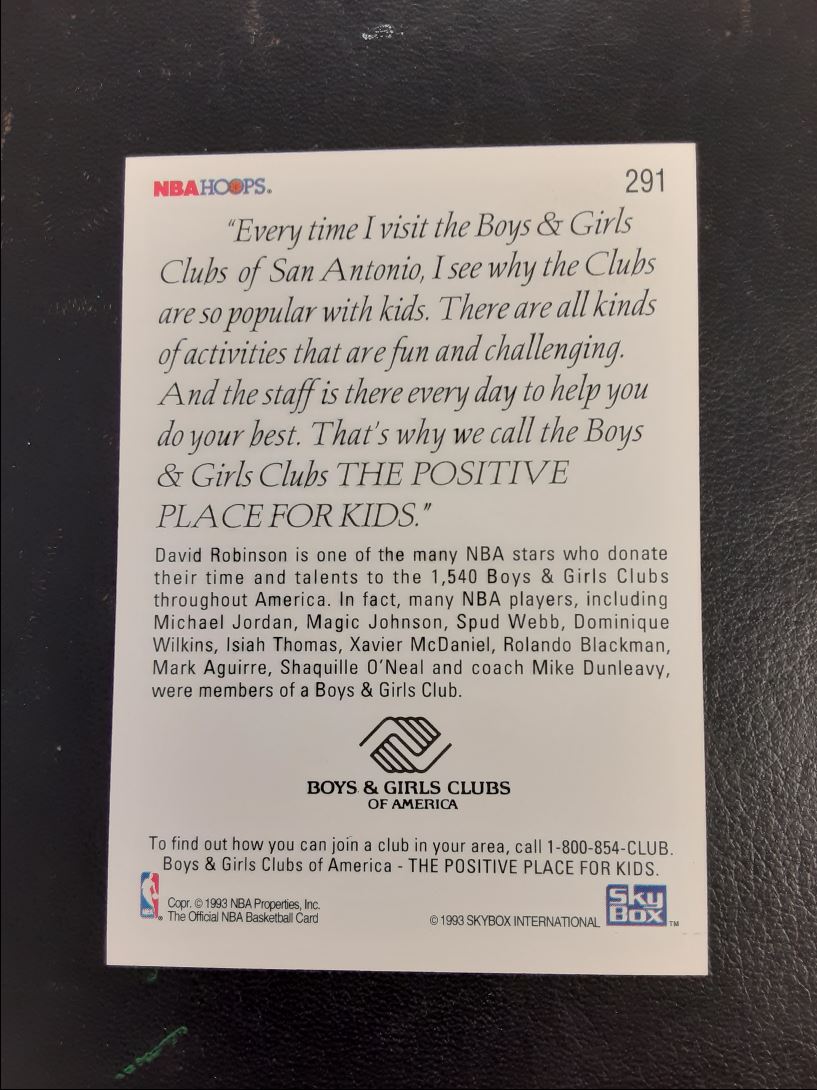 NBA HOOPS®
291
"Every time I visit the Boys & Girls
Clubs of San Antonio, I see why the Clubs
are so popular with kids. There are all kinds
of activities that are fun and challenging.
And the staff is there every day to help you
do your best. That's why we call the Boys
& Girls Clubs THE POSITIVE
PLACE FOR KIDS."
David Robinson is one of the many NBA stars who donate
their time and talents to the 1,540 Boys & Girls Clubs
throughout America. In fact, many NBA players, including
Michael Jordan, Magic Johnson, Spud Webb, Dominique
Wilkins, Isiah Thomas, Xavier McDaniel, Rolando Blackman,
Mark Aguirre, Shaquille O'Neal and coach Mike Dunleavy,
were members of a Boys & Girls Club.
BOYS & GIRLS CLUBS
OF AMERICA
To find out how you can join a club in your area, call 1-800-854-CLUB.
Boys & Girls Clubs of America - THE POSITIVE PLACE FOR KIDS.
NBA®
Copr. © 1993 NBA Properties, Inc.
The Official NBA Basketball Card
© 1993 SKYBOX INTERNATIONAL
Sky
BOX™